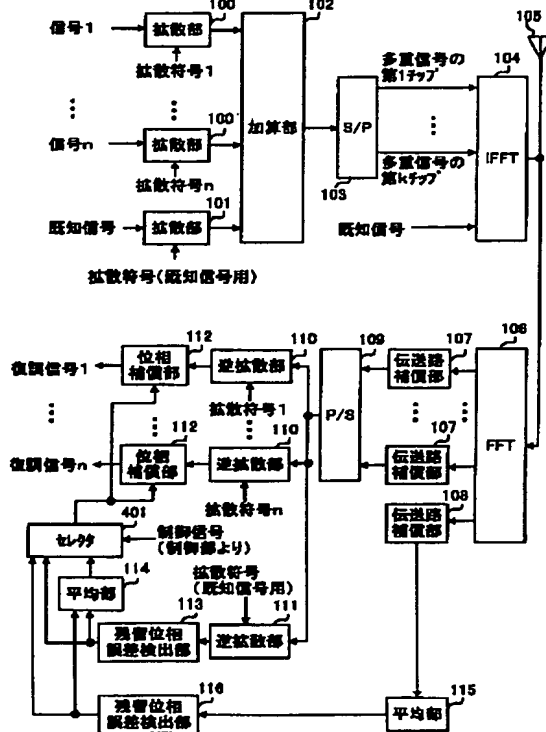 100
102
105
信号1
拡散部
拡散符号1
多重信号の
第1チップ
104
100
信号n
拡散部
加算部
S/P
IFFT
拡散符号n
103
多重信号の
第kチップ
101
既知信号
拡散部
既知信号
拡散符号(既知信号用)
112
110
109
107
106
復調信号1
位相
補償部
逆拡散部
P/S
伝送路
補償部
FFT
拡散符号1
112
110
107
復調信号n
位相
補償部
逆拡散部
伝送路
補償部
拡散符号n
108
伝送路
補償部
401
セレクタ
制御信号
(制御部より)
114
平均部
拡散符号
(既知信号用)
113
111
残留位相
誤差検出部
逆拡散部
116
115
残留位相
誤差検出部
平均部